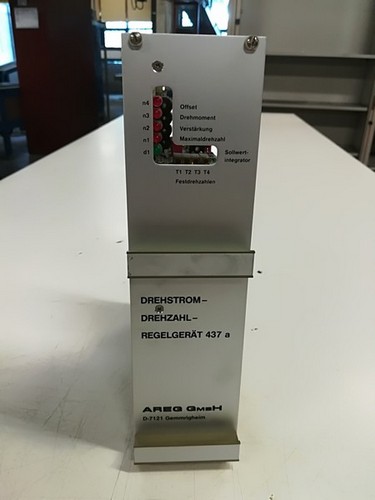 n4 Offset
n3 Drehmoment
n2 Verstärkung
n1 Maximaldrehzahl
d1 Sollwert-
integrator
T1 T2 T3 T4
Festdrehzahlen
DREHSTROM-
DREHZAHL-
REGELGERÄT 437 a
AREG GmbH
D-7121 Gemmrigheim